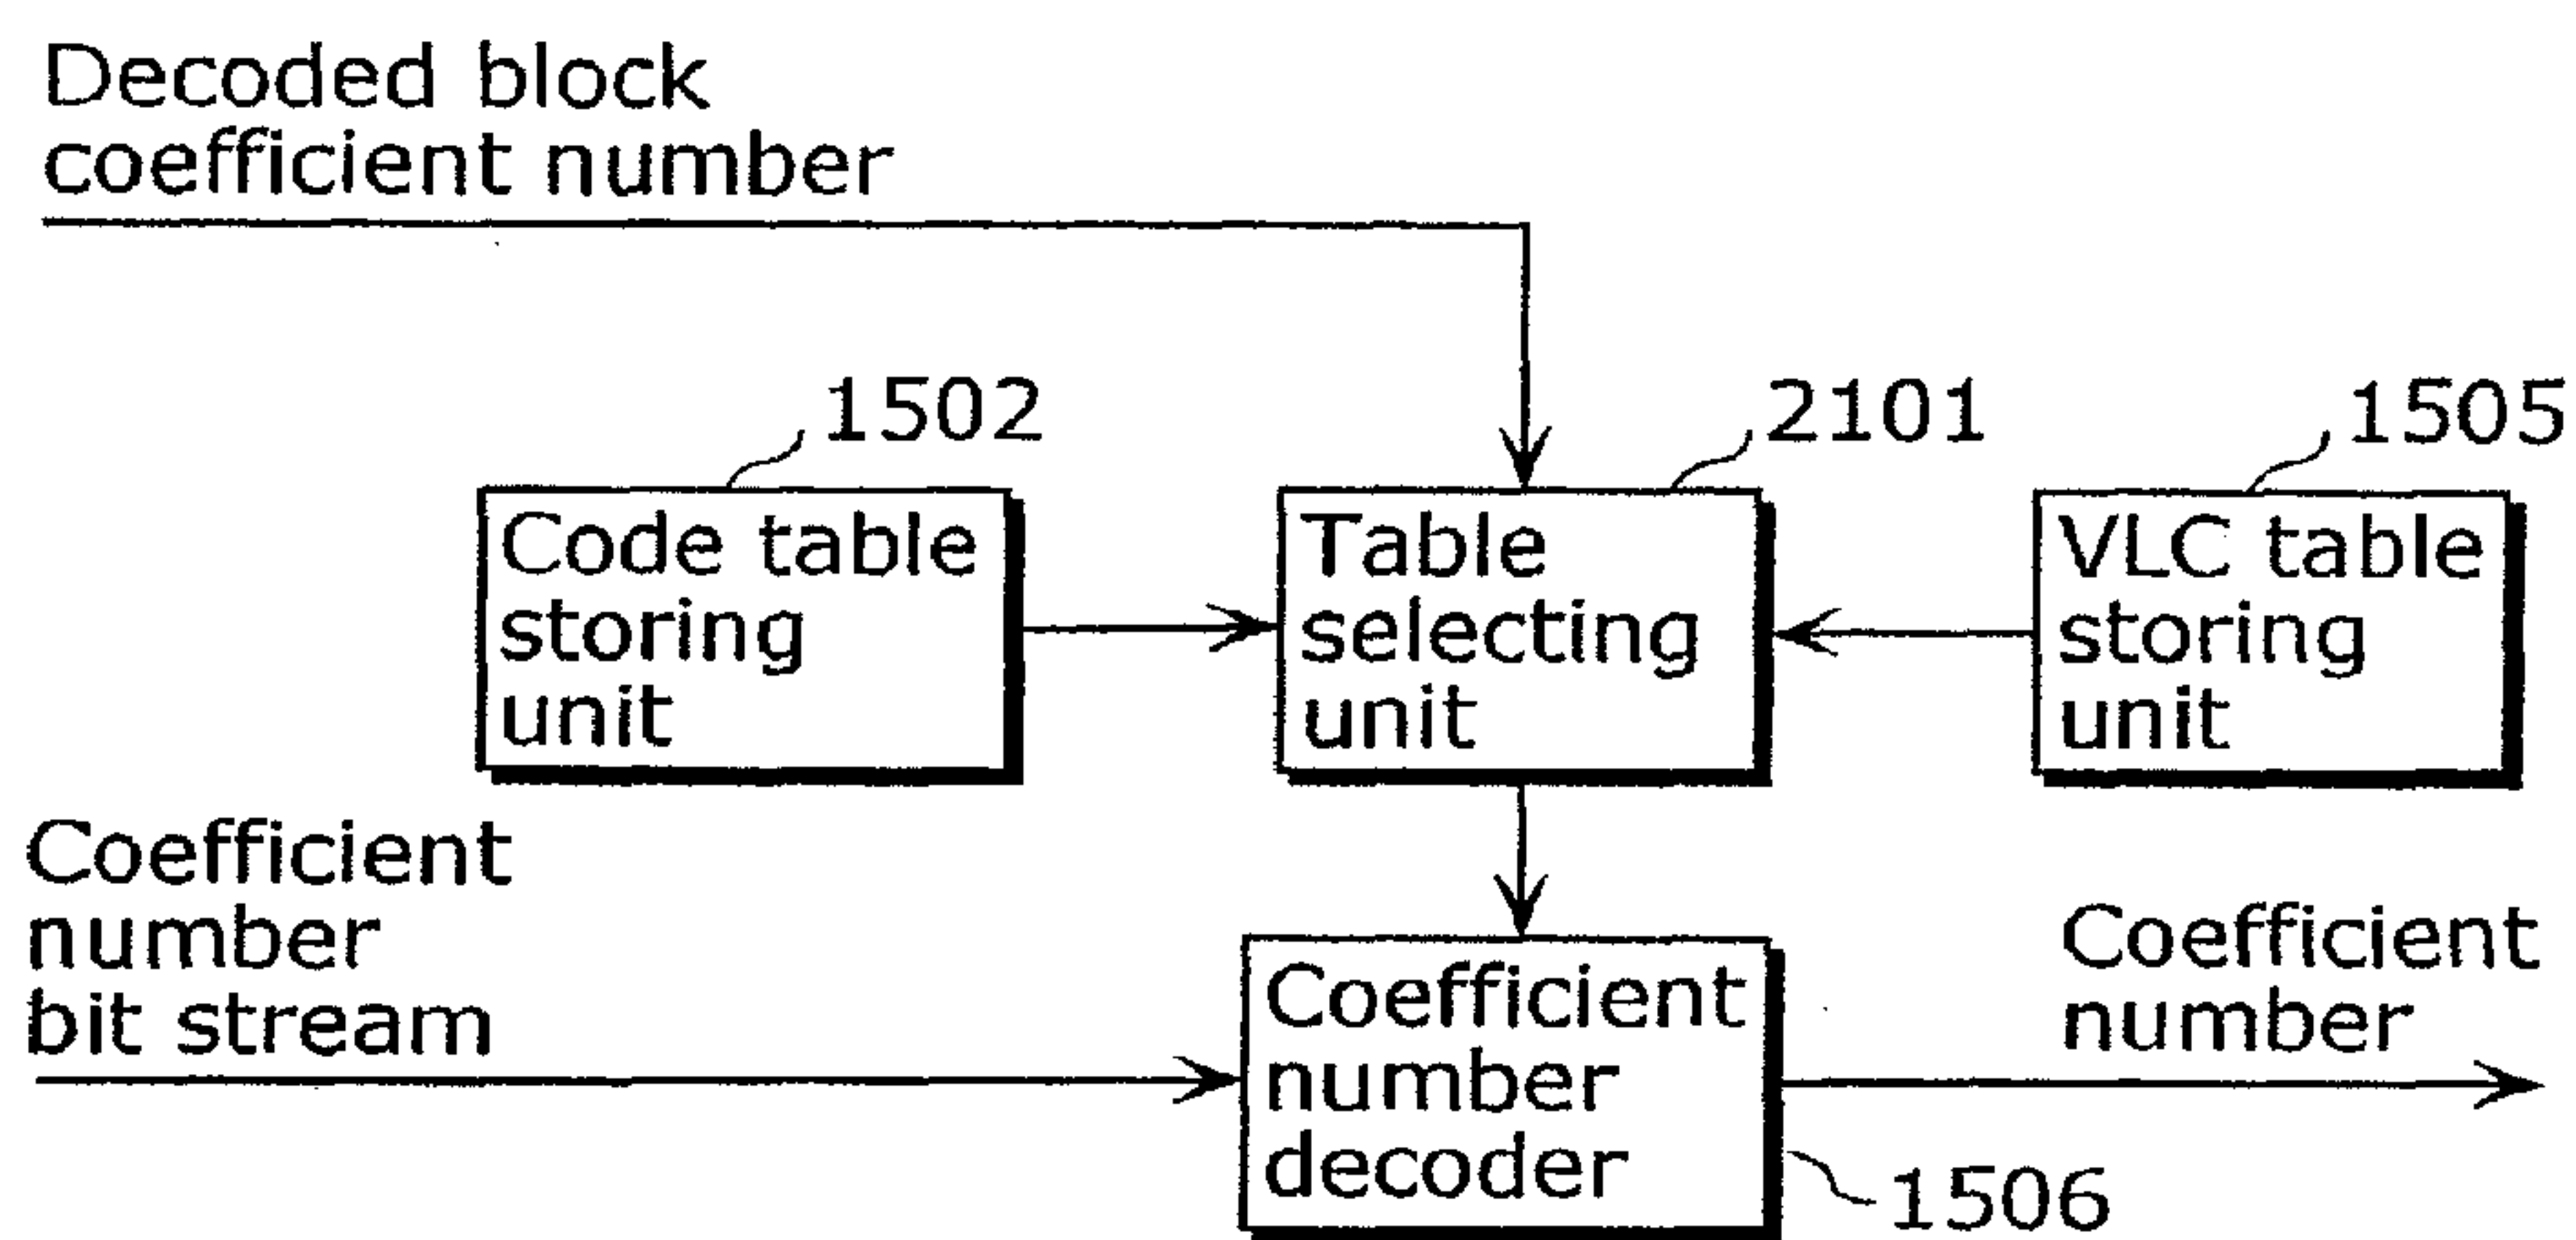 Decoded block
coefficient number
1502
2101
1505
Code table
storing
unit
Table
selecting
unit
VLC table
storing
unit
Coefficient
number
bit stream
Coefficient
number
decoder
Coefficient
number
1506